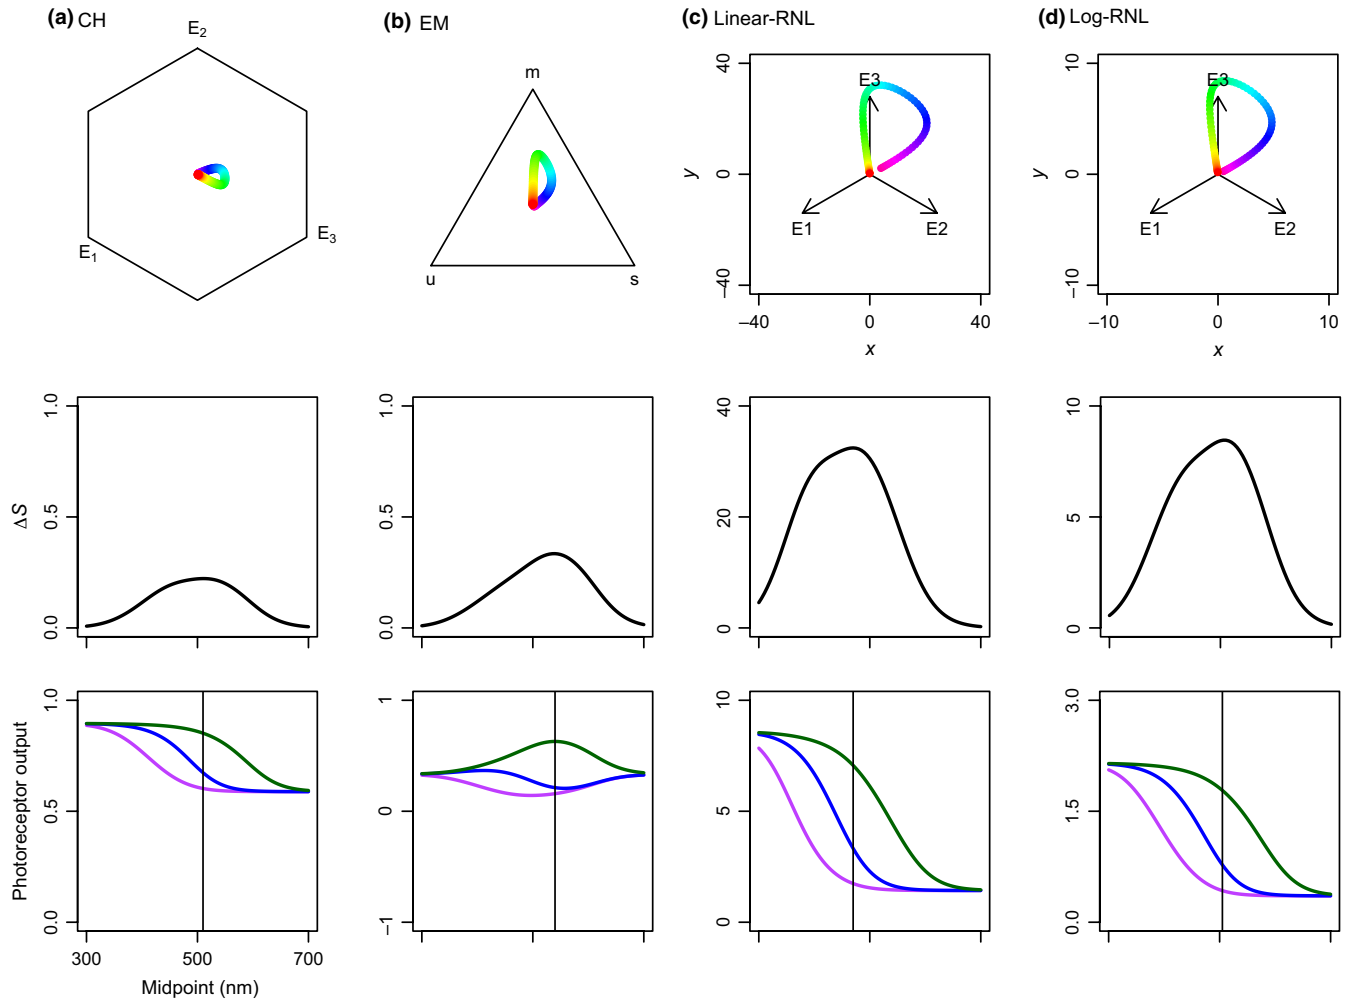 (a) CH
E2
E3
E1
(b) EM
m
u
s
(c) Linear-RNL
40
0
−40
y
E3
E1
E2
−40
0
40
x
(d) Log-RNL
10
0
−10
y
E3
E1
E2
−10
0
10
x
ΔS
1.0
0.5
0.0
1.0
0.5
0.0
40
20
0
10
5
0
Photoreceptor output
1.0
0.5
0.0
300
500
700
Midpoint (nm)
1
0
−1
10
5
0
3.0
1.5
0.0